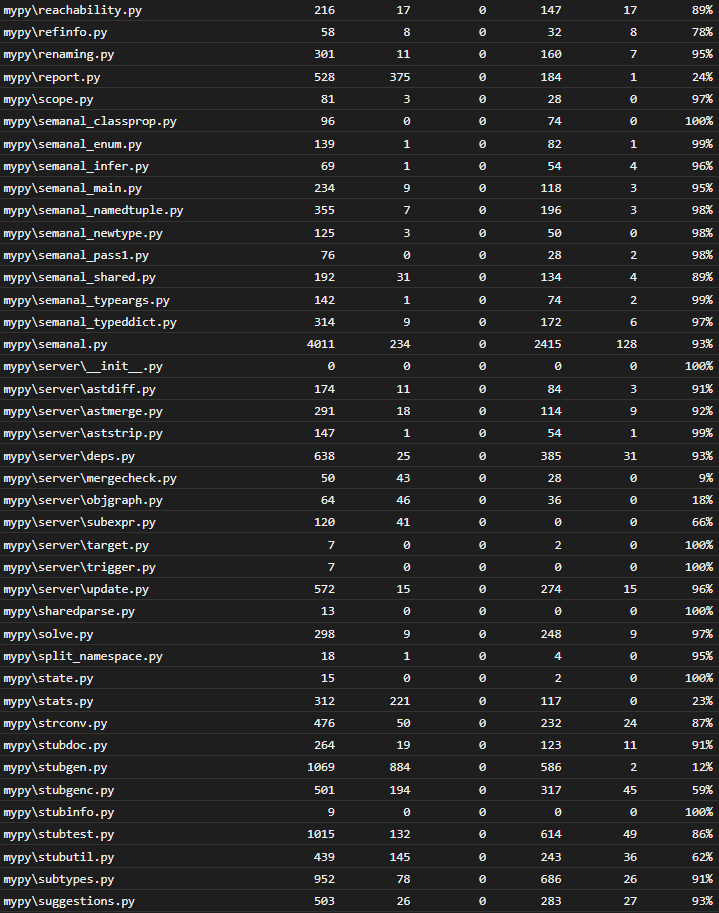 mypy\reachability.py 216 17 0 147 17 89%
mypy\refinfo.py 58 8 0 32 8 78%
mypy\renaming.py 301 11 0 160 7 95%
mypy\report.py 528 375 0 184 1 24%
mypy\scope.py 81 3 0 28 0 97%
mypy\semanal_classprop.py 96 0 0 74 0 100%
mypy\semanal_enum.py 139 1 0 82 1 99%
mypy\semanal_infer.py 69 1 0 54 4 96%
mypy\semanal_main.py 234 9 0 118 3 95%
mypy\semanal_namedtuple.py 355 7 0 196 3 98%
mypy\semanal_newtype.py 125 3 0 50 0 98%
mypy\semanal_pass1.py 76 0 0 28 2 98%
mypy\semanal_shared.py 192 31 0 134 4 89%
mypy\semanal_typeargs.py 142 1 0 74 2 99%
mypy\semanal_typeddict.py 314 9 0 172 6 97%
mypy\semanal.py 4011 234 0 2415 128 93%
mypy\server\__init__.py 0 0 0 0 0 100%
mypy\server\astdiff.py 174 11 0 84 3 91%
mypy\server\astmerge.py 291 18 0 114 9 92%
mypy\server\aststrip.py 147 1 0 54 1 99%
mypy\server\deps.py 638 25 0 385 31 93%
mypy\server\mergecheck.py 50 43 0 28 0 9%
mypy\server\objgraph.py 64 46 0 36 0 18%
mypy\server\subexpr.py 120 41 0 0 0 66%
mypy\server\target.py 7 0 0 2 0 100%
mypy\server\trigger.py 7 0 0 0 0 100%
mypy\server\update.py 572 15 0 274 15 96%
mypy\sharedparse.py 13 0 0 0 0 100%
mypy\solve.py 298 9 0 248 9 97%
mypy\split_namespace.py 18 1 0 4 0 95%
mypy\state.py 15 0 0 2 0 100%
mypy\stats.py 312 221 0 117 0 23%
mypy\strconv.py 476 50 0 232 24 87%
mypy\stubdoc.py 264 19 0 123 11 91%
mypy\stubgen.py 1069 884 0 586 2 12%
mypy\stubgenc.py 501 194 0 317 45 59%
mypy\stubinfo.py 9 0 0 0 0 100%
mypy\stubtest.py 1015 132 0 614 49 86%
mypy\stubutil.py 439 145 0 243 36 62%
mypy\subtypes.py 952 78 0 686 26 91%
mypy\suggestions.py 503 26 0 283 27 93%